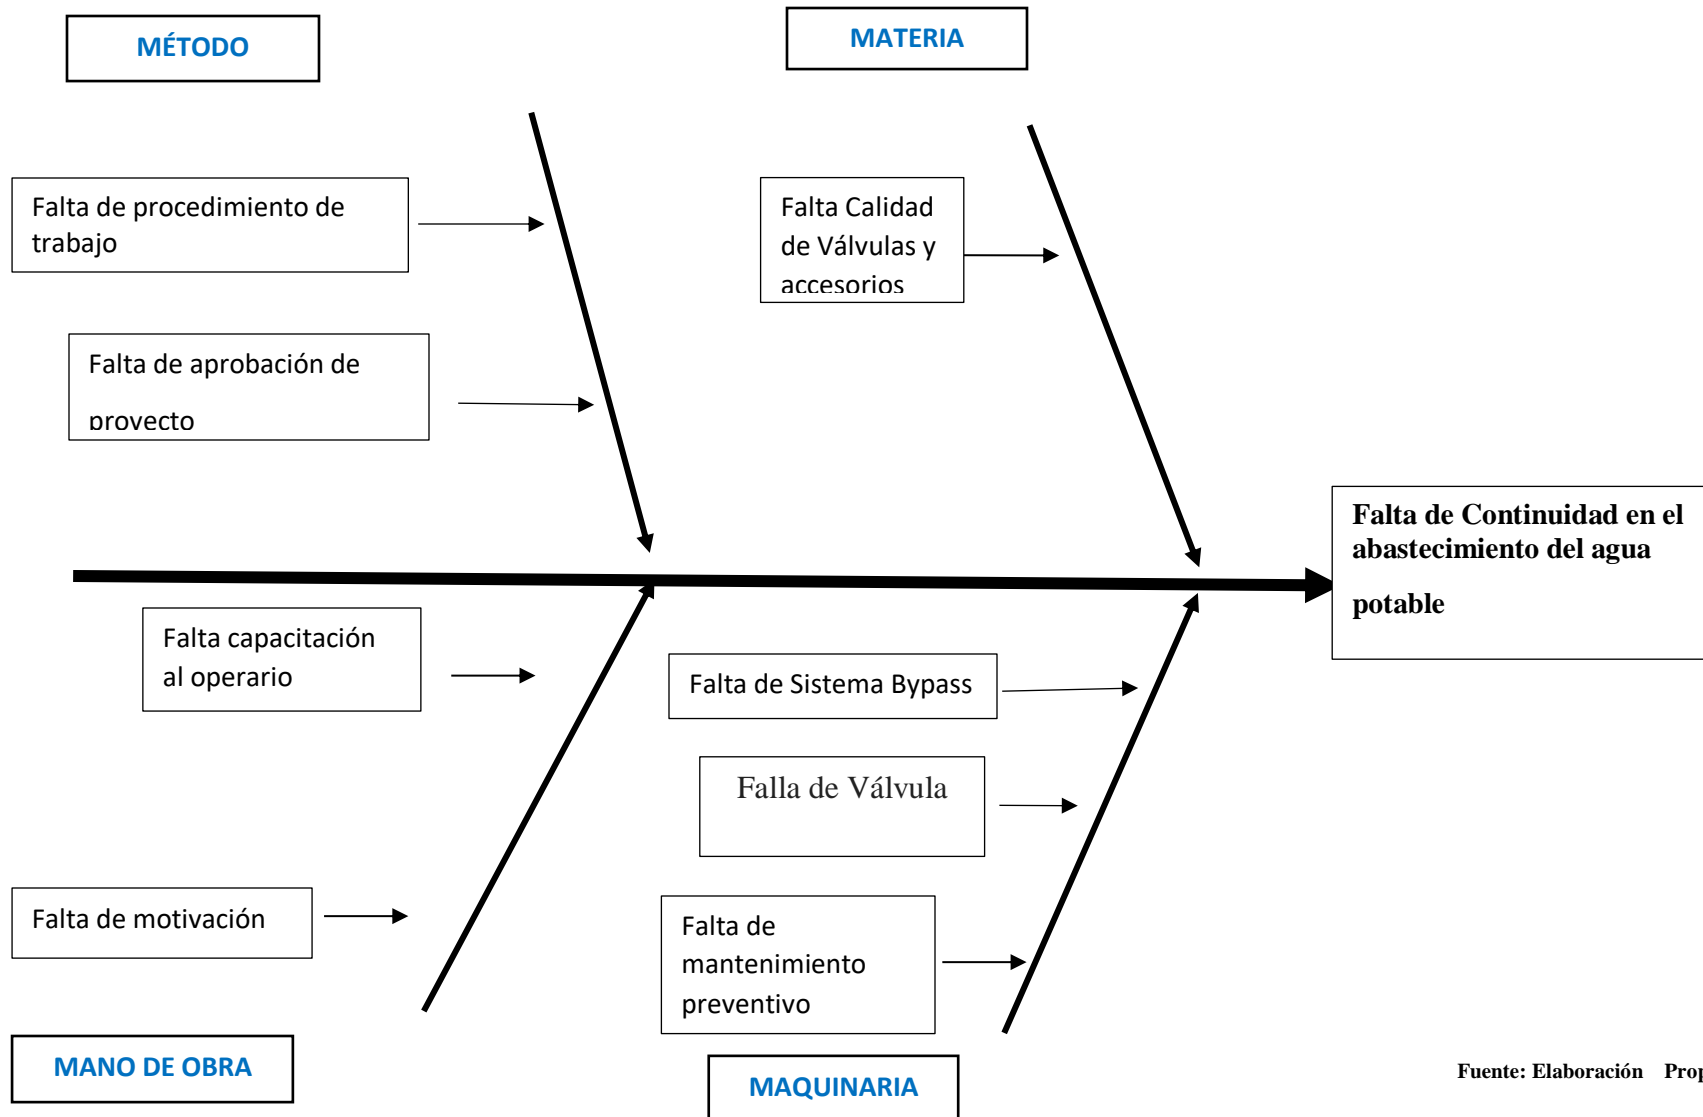 MÉTODO
MATERIA
Falta de procedimiento de
trabajo
Falta Calidad
de Válvulas y
accesorios
Falta de aprobación de
proyecto
Falta de Continuidad en el
abastecimiento del agua
potable
Falta capacitación
al operario
Falta de Sistema Bypass
Falla de Válvula
Falta de motivación
Falta de
mantenimiento
preventivo
MANO DE OBRA
MAQUINARIA
Fuente: Elaboración Prop